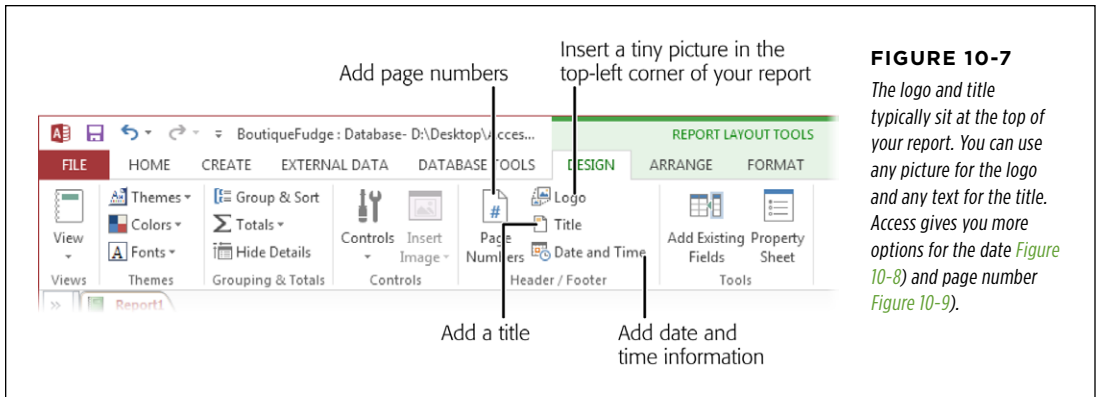 Insert a tiny picture in the
top-left corner of your report
Add page numbers
BoutiqueFudge : Database- D:\Desktop\Acces...
REPORT LAYOUT TOOLS
FILE HOME CREATE EXTERNAL DATA DATABASE TOOLS DESIGN ARRANGE FORMAT
View
Views
Themes
Colors
Fonts
Themes
Group & Sort
Totals
Hide Details
Grouping & Totals
Controls
Insert
Image
Controls
#
Page
Numbers
Logo
Title
Date and Time
Header / Footer
Add Existing
Fields
Property
Sheet
Tools
Report1
Add a title
Add date and
time information
FIGURE 10-7
The logo and title
typically sit at the top of
your report. You can use
any picture for the logo
and any text for the title.
Access gives you more
options for the date Figure
10-8) and page number
Figure 10-9).